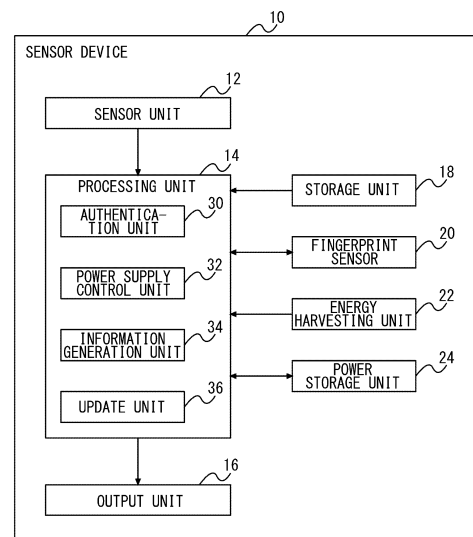 10
SENSOR DEVICE
12
SENSOR UNIT
14
PROCESSING UNIT
30
AUTHENTICA-
TION UNIT
32
POWER SUPPLY
CONTROL UNIT
34
INFORMATION
GENERATION UNIT
36
UPDATE UNIT
18
STORAGE UNIT
20
FINGERPRINT
SENSOR
22
ENERGY
HARVESTING UNIT
24
POWER
STORAGE UNIT
16
OUTPUT UNIT